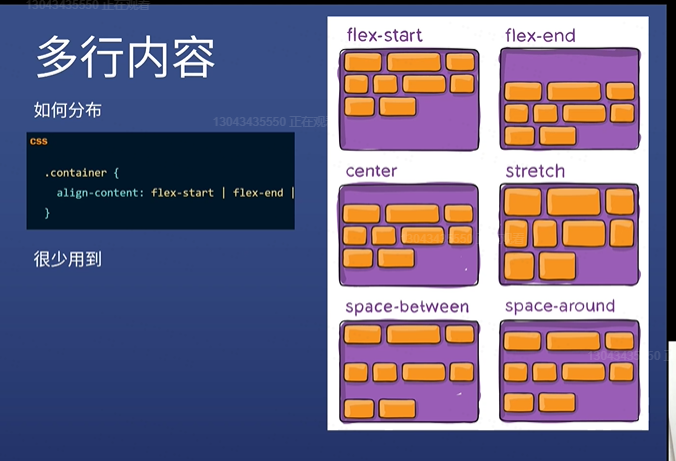 13043435550 正在观看
多行内容
如何分布
13043435550 正在观
css
.container {
align-content: flex-start | flex-end |
}
很少用到
flex-start
flex-end
center
stretch
space-between
space-around